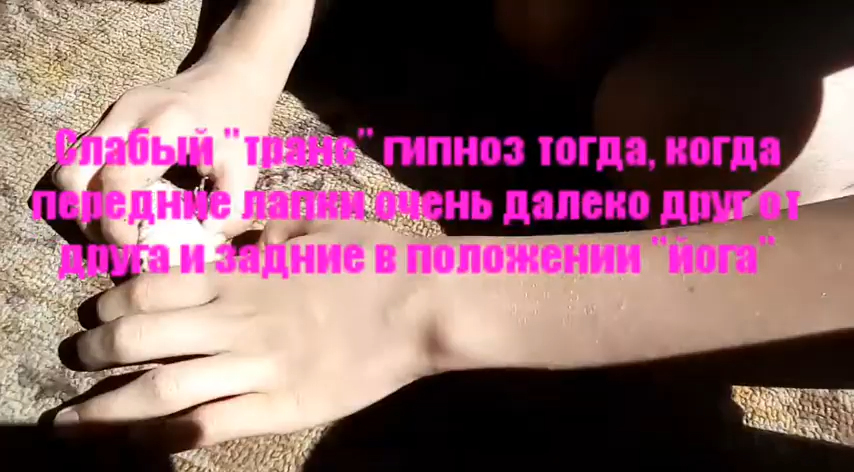 Слабый "транс" гипноз тогда, когда
передние лапки очень далеко друг от
друга и задние в положении "йога"